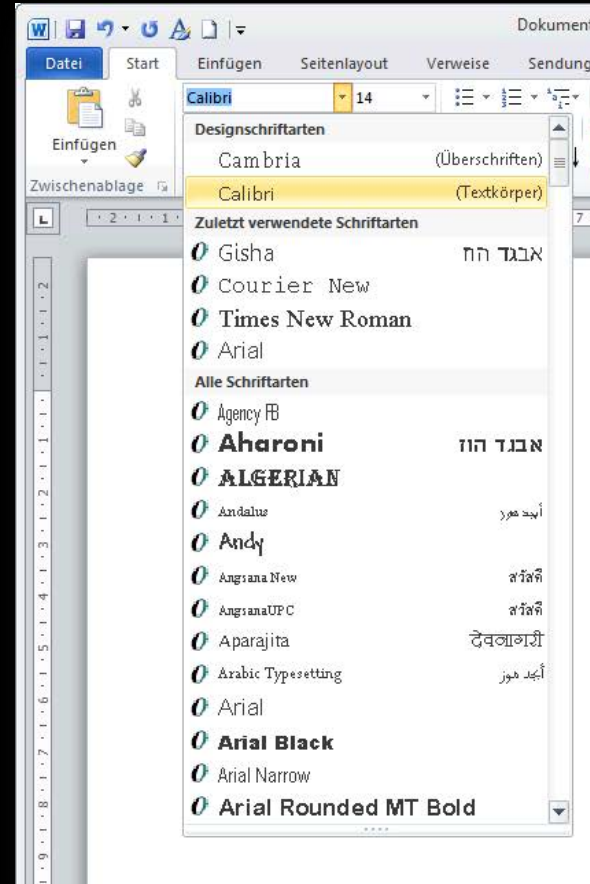 Dokument
Datei Start Einfügen Seitenlayout Verweise Sendung
Calibri 14
Einfügen
Zwischenablage
Designschriftarten
Cambria (Überschriften)
Calibri (Textkörper)
Zuletzt verwendete Schriftarten
Gisha אבגד הוז
Courier New
Times New Roman
Arial
Alle Schriftarten
Agency FB
Aharoni אבגד הוז
ALGERIAN
Andalus أبجد هوز
Andy
Angsana New สวัสดี
AngsanaUPC สวัสดี
Aparajita देवनागरी
Arabic Typesetting أبجد هوز
Arial
Arial Black
Arial Narrow
Arial Rounded MT Bold